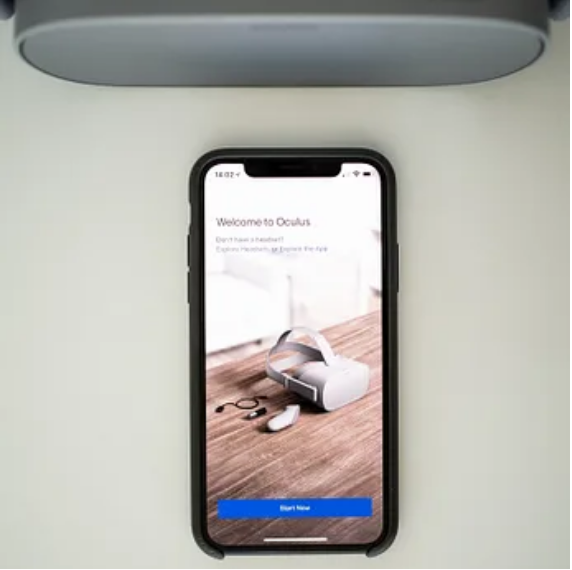 14:02
Welcome to Oculus
Don't have a headset?
Explore Headsets or Explore the App
Start Now